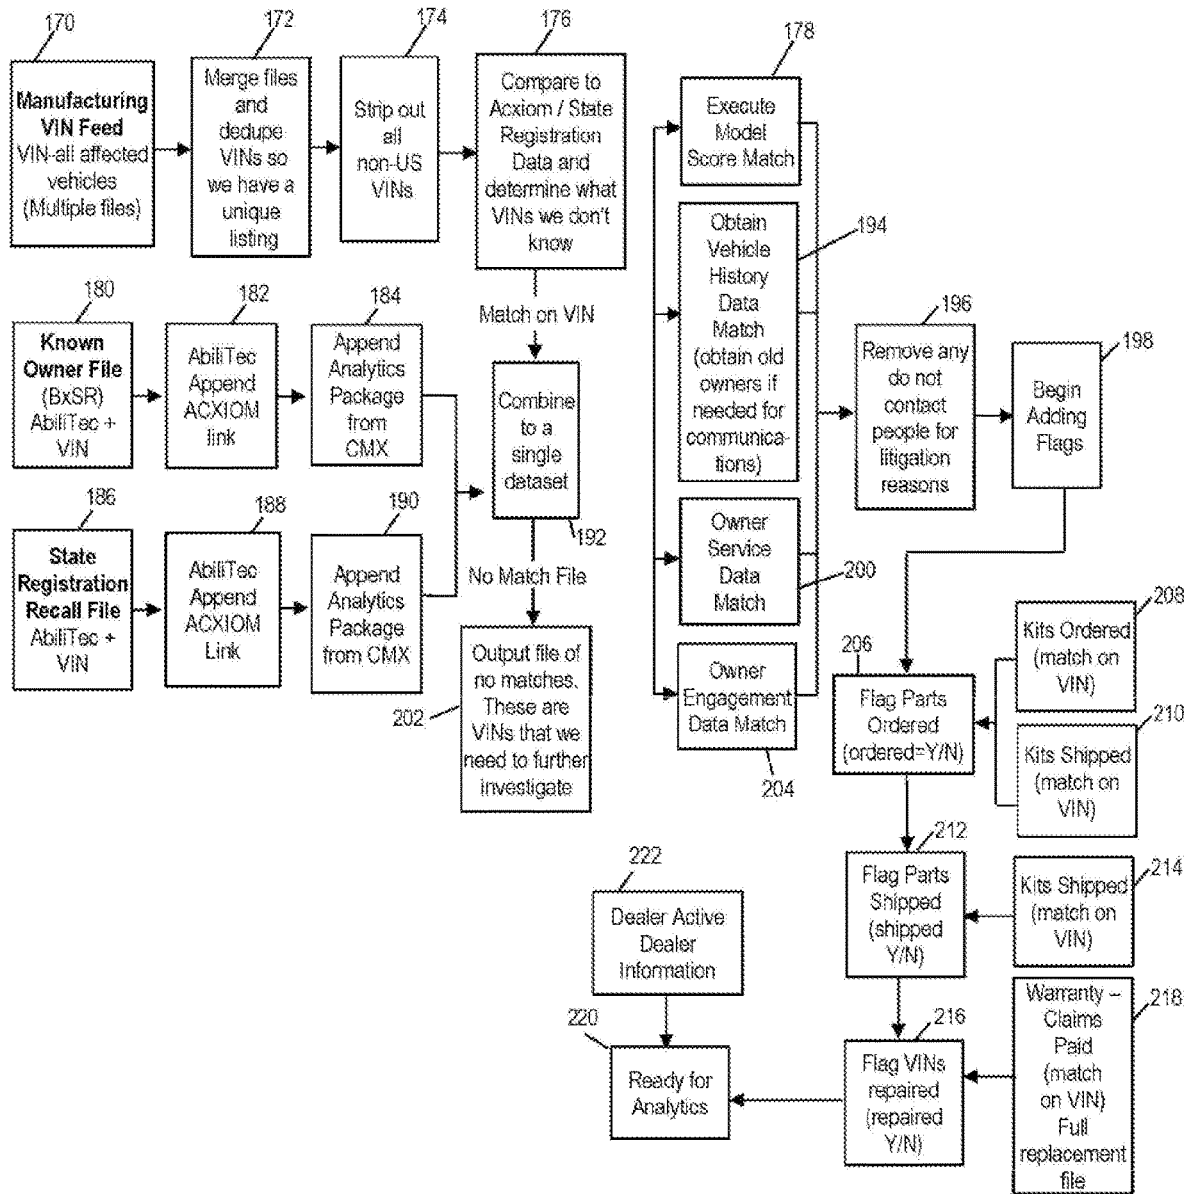 170
Manufacturing
VIN Feed
VIN-all affected
vehicles
(Multiple files)
172
Merge files
and
dedupe
VINs so
we have a
unique
listing
174
Strip out
all
non-US
VINs
176
Compare to
Acxiom / State
Registration
Data and
determine what
VINs we don't
know
Match on VIN
178
Execute
Model
Score Match
Obtain
Vehicle
History
Data
Match
(obtain old
owners if
needed for
communica-
tions)
194
Owner
Service
Data
Match
200
Owner
Engagement
Data Match
204
180
Known
Owner File
(BxSR)
AbiliTec +
VIN
182
AbiliTec
Append
ACXIOM
link
184
Append
Analytics
Package
from
CMX
186
State
Registration
Recall File
AbiliTec +
VIN
188
AbiliTec
Append
ACXIOM
Link
190
Append
Analytics
Package
from CMX
Combine
to a
single
dataset
192
No Match File
202
Output file of
no matches.
These are
VINs that we
need to further
investigate
196
Remove any
do not
contact
people for
litigation
reasons
198
Begin
Adding
Flags
206
Flag Parts
Ordered
(ordered=Y/N)
208
Kits Ordered
(match on
VIN)
210
Kits Shipped
(match on
VIN)
212
Flag Parts
Shipped
(shipped
Y/N)
214
Kits Shipped
(match on
VIN)
216
Flag VINs
repaired
(repaired
Y/N)
218
Warranty –
Claims
Paid
(match
on VIN)
Full
replacement
file
222
Dealer Active
Dealer
Information
220
Ready for
Analytics